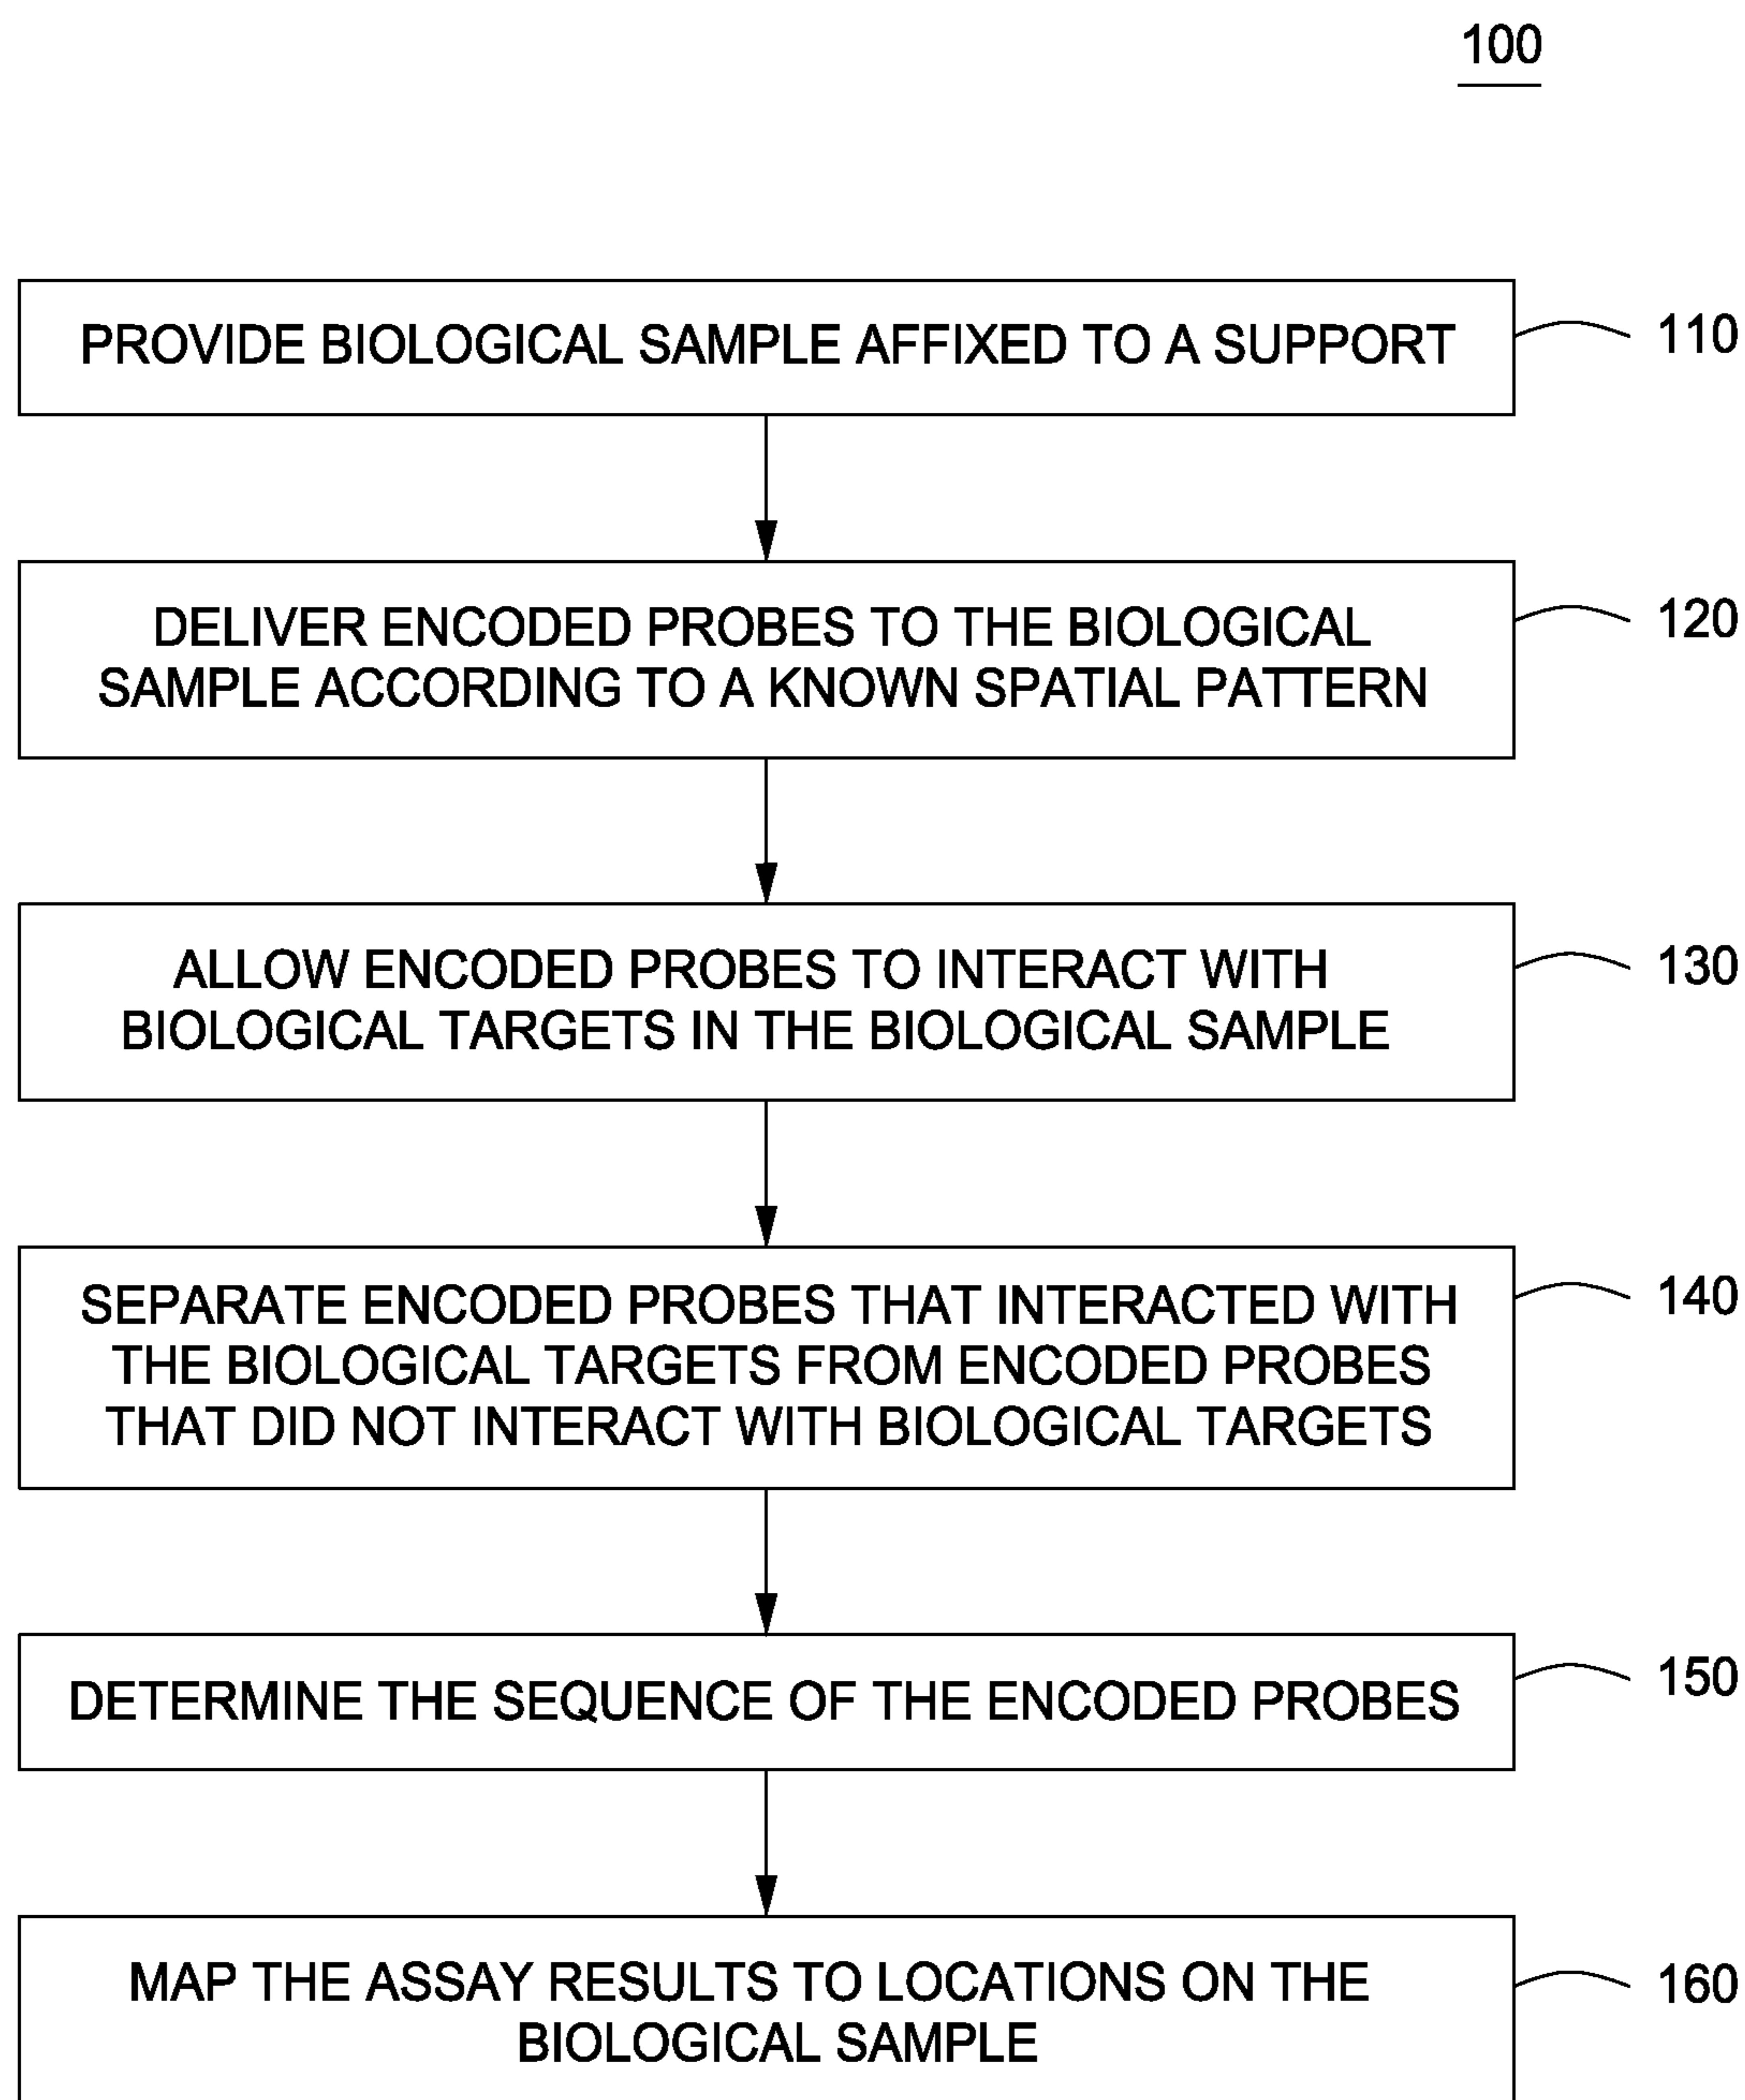 100
PROVIDE BIOLOGICAL SAMPLE AFFIXED TO A SUPPORT
110
DELIVER ENCODED PROBES TO THE BIOLOGICAL
SAMPLE ACCORDING TO A KNOWN SPATIAL PATTERN
120
ALLOW ENCODED PROBES TO INTERACT WITH
BIOLOGICAL TARGETS IN THE BIOLOGICAL SAMPLE
130
SEPARATE ENCODED PROBES THAT INTERACTED WITH
THE BIOLOGICAL TARGETS FROM ENCODED PROBES
THAT DID NOT INTERACT WITH BIOLOGICAL TARGETS
140
DETERMINE THE SEQUENCE OF THE ENCODED PROBES
150
MAP THE ASSAY RESULTS TO LOCATIONS ON THE
BIOLOGICAL SAMPLE
160